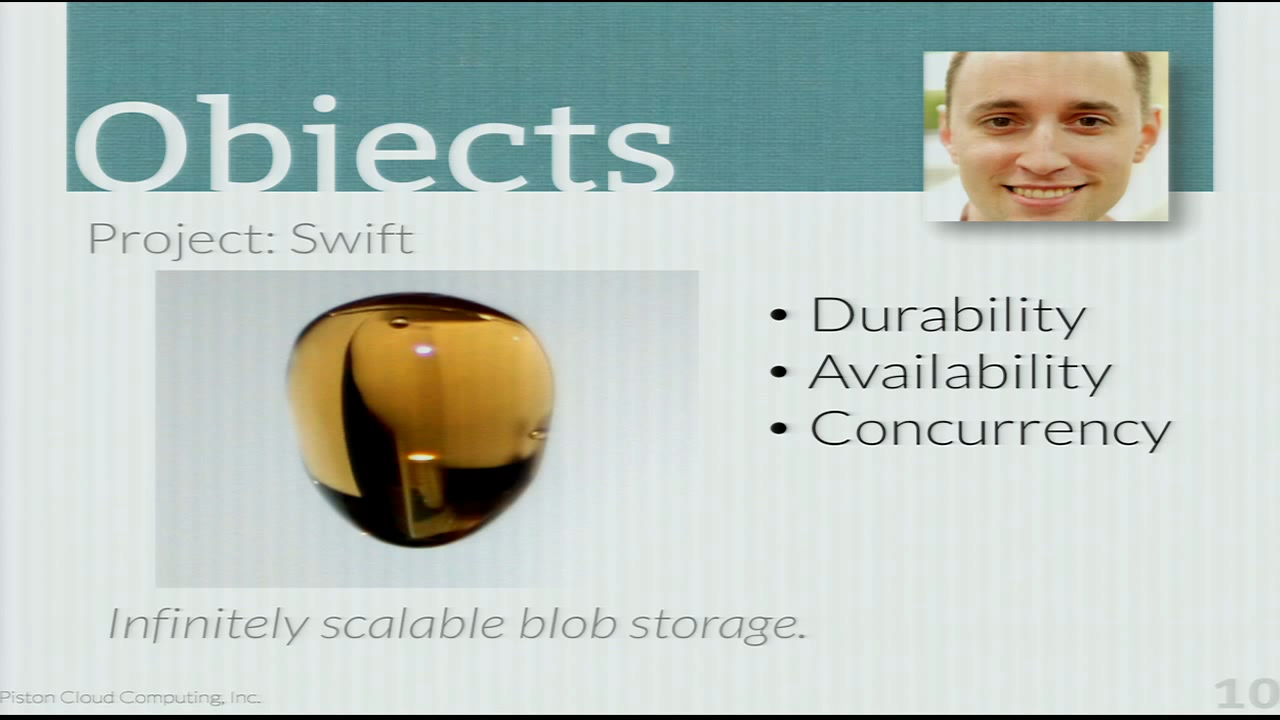 Objects
Project: Swift
• Durability
• Availability
• Concurrency
Infinitely scalable blob storage.
Piston Cloud Computing, Inc.
10